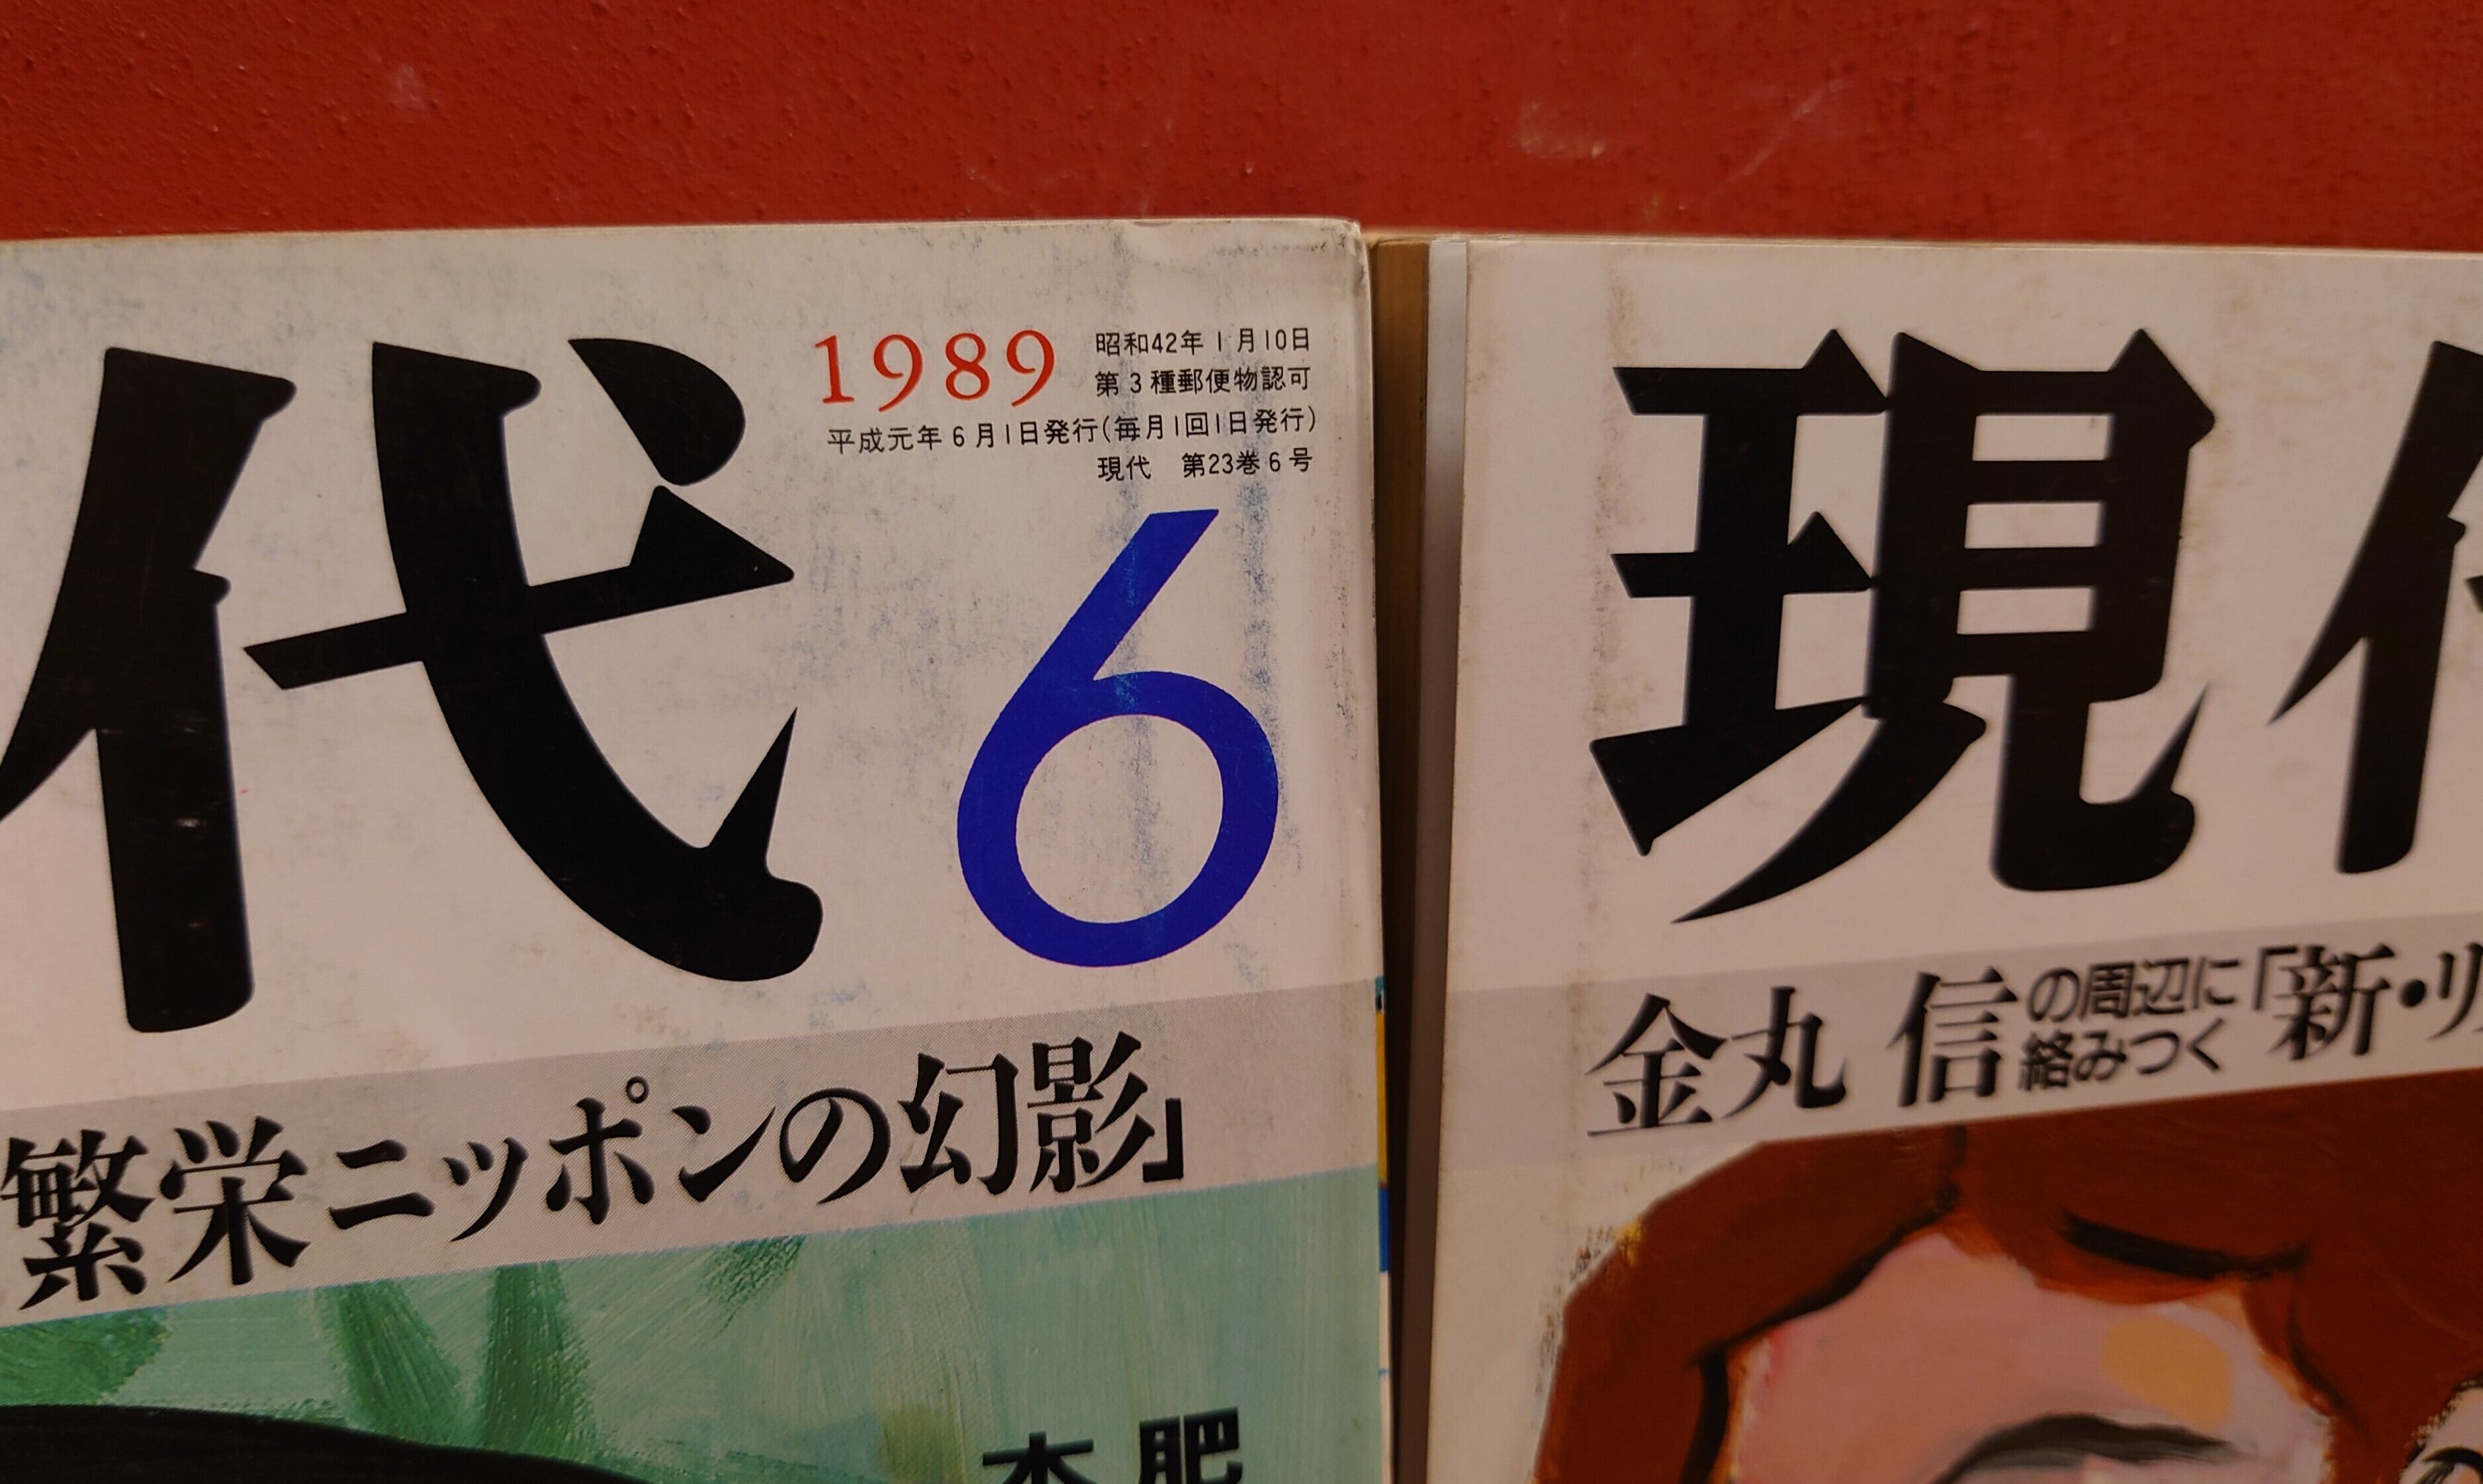 代
1989
昭和42年1月10日
第3種郵便物認可
平成元年6月1日発行(毎月1回1日発行)
現代 第23巻6号
6
繁栄ニッポンの幻影」
肥
現代
金丸 信の周辺に「新・リ
絡みつく